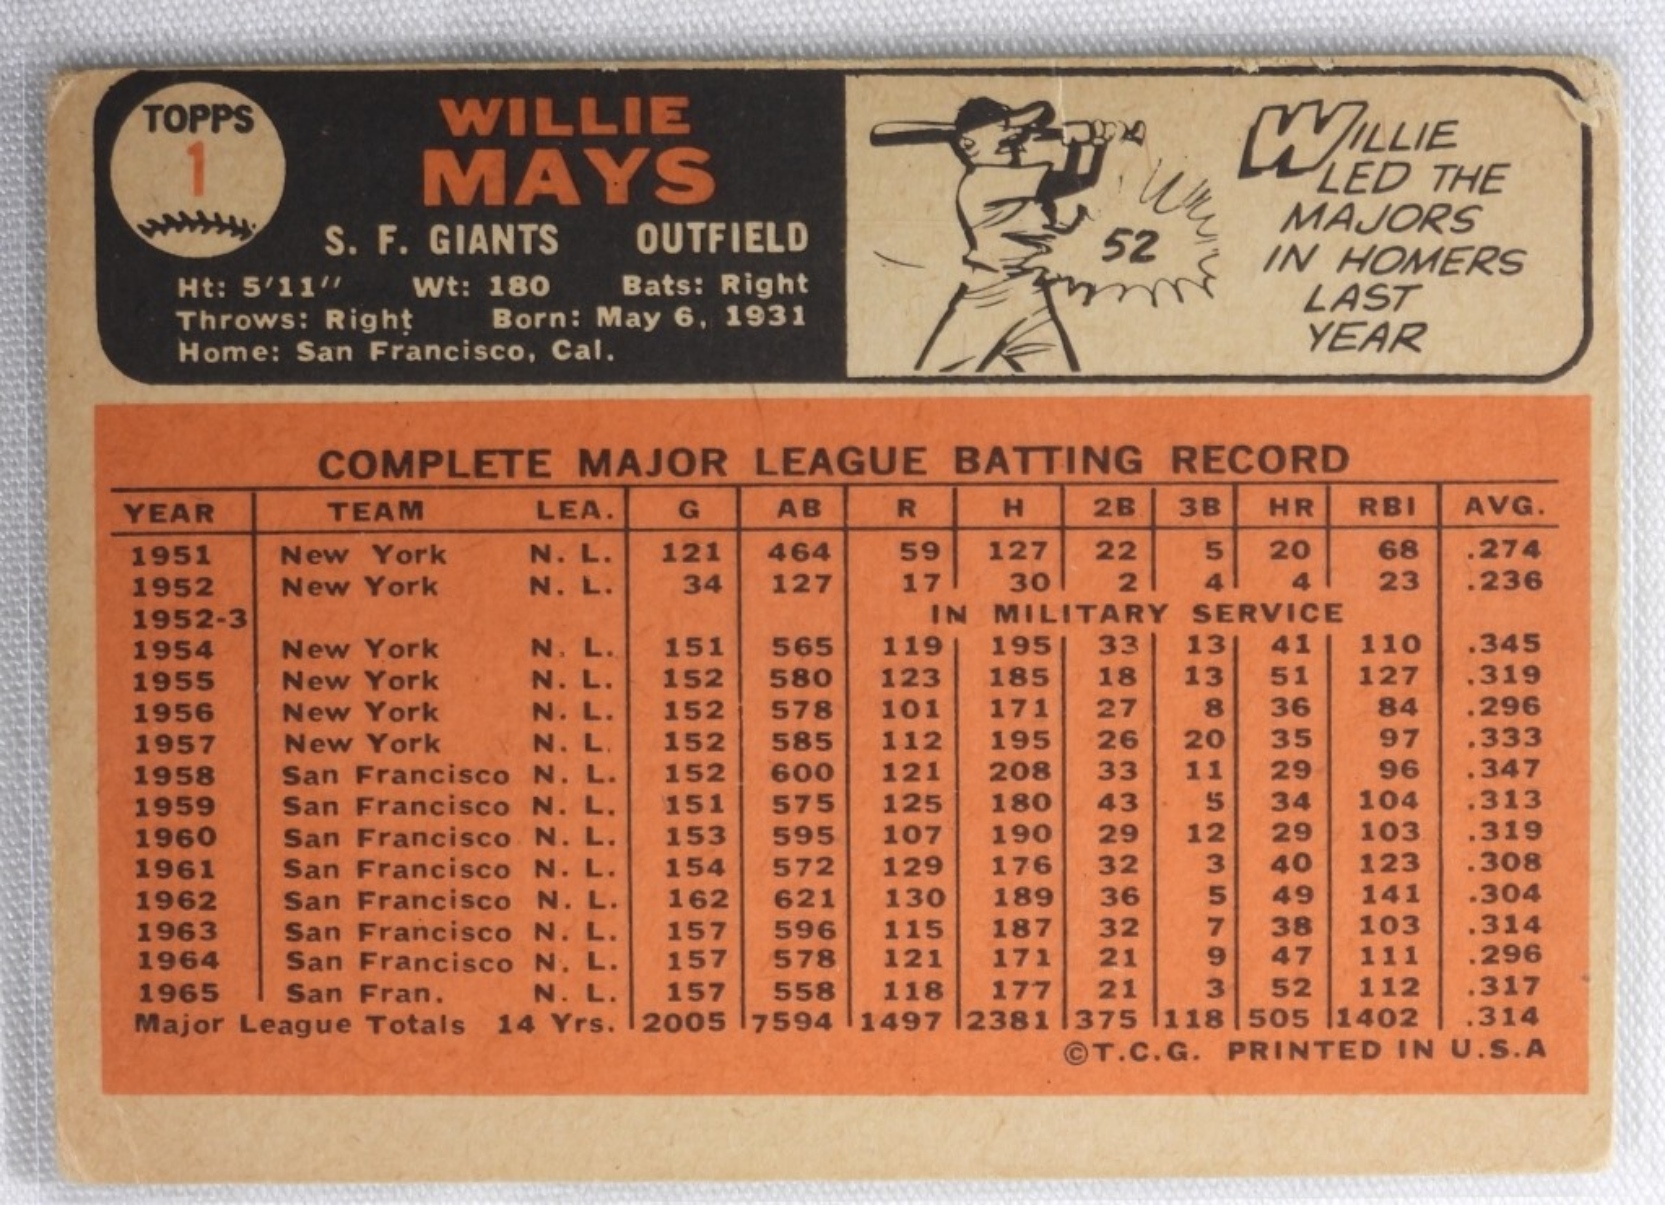 TOPPS
1
WILLIE
MAYS
S. F. GIANTS OUTFIELD
Ht: 5'11" Wt: 180 Bats: Right
Throws: Right Born: May 6, 1931
Home: San Francisco, Cal.
52
WILLIE
LED THE
MAJORS
IN HOMERS
LAST
YEAR
COMPLETE MAJOR LEAGUE BATTING RECORD
YEAR TEAM LEA. G AB R H 2B 3B HR RBI AVG.
1951 New York N. L. 121 464 59 127 22 5 20 68 .274
1952 New York N. L. 34 127 17 30 2 4 4 23 .236
1952-3 IN MILITARY SERVICE
1954 New York N. L. 151 565 119 195 33 13 41 110 .345
1955 New York N. L. 152 580 123 185 18 13 51 127 .319
1956 New York N. L. 152 578 101 171 27 8 36 84 .296
1957 New York N. L. 152 585 112 195 26 20 35 97 .333
1958 San Francisco N. L. 152 600 121 208 33 11 29 96 .347
1959 San Francisco N. L. 151 575 125 180 43 5 34 104 .313
1960 San Francisco N. L. 153 595 107 190 29 12 29 103 .319
1961 San Francisco N. L. 154 572 129 176 32 3 40 123 .308
1962 San Francisco N. L. 162 621 130 189 36 5 49 141 .304
1963 San Francisco N. L. 157 596 115 187 32 7 38 103 .314
1964 San Francisco N. L. 157 578 121 171 21 9 47 111 .296
1965 San Fran. N. L. 157 558 118 177 21 3 52 112 .317
Major League Totals 14 Yrs. 2005 7594 1497 2381 375 118 505 1402 .314
©T.C.G. PRINTED IN U.S.A